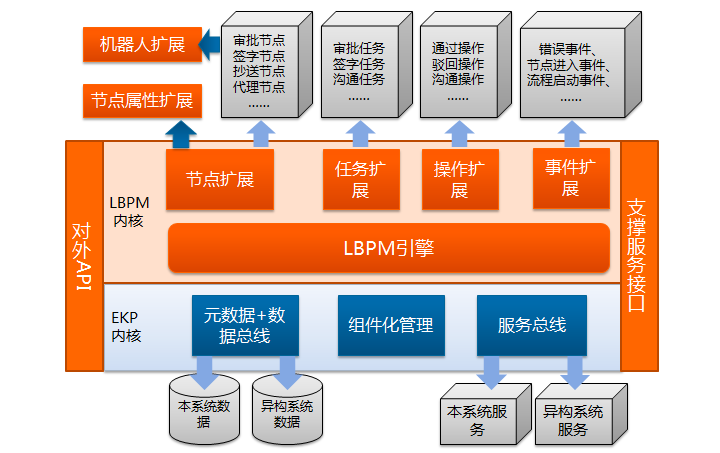 机器人扩展
节点属性扩展
审批节点
签字节点
抄送节点
代理节点
……
审批任务
签字任务
沟通任务
……
通过操作
驳回操作
沟通操作
……
错误事件、
节点进入事件、
流程启动事件、
……
对外API
LBPM
内核
节点扩展
任务扩
展
操作扩
展
事件扩
展
LBPM引擎
支撑服务接口
EKP
内核
元数据+数
据总线
组件化管理
服务总线
本系统数
据
异构系统
数据
本系统服
务
异构系统
服务